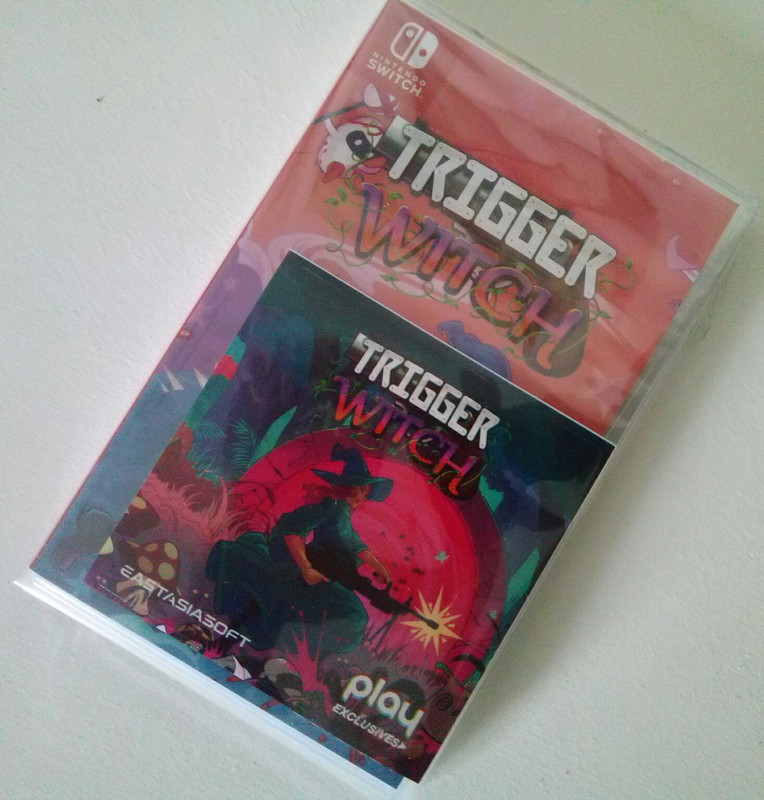 NINTENDO
SWITCH
TRIGGER
WITCH
TRIGGER
WITCH
EASTASIASOFT
play
EXCLUSIVES